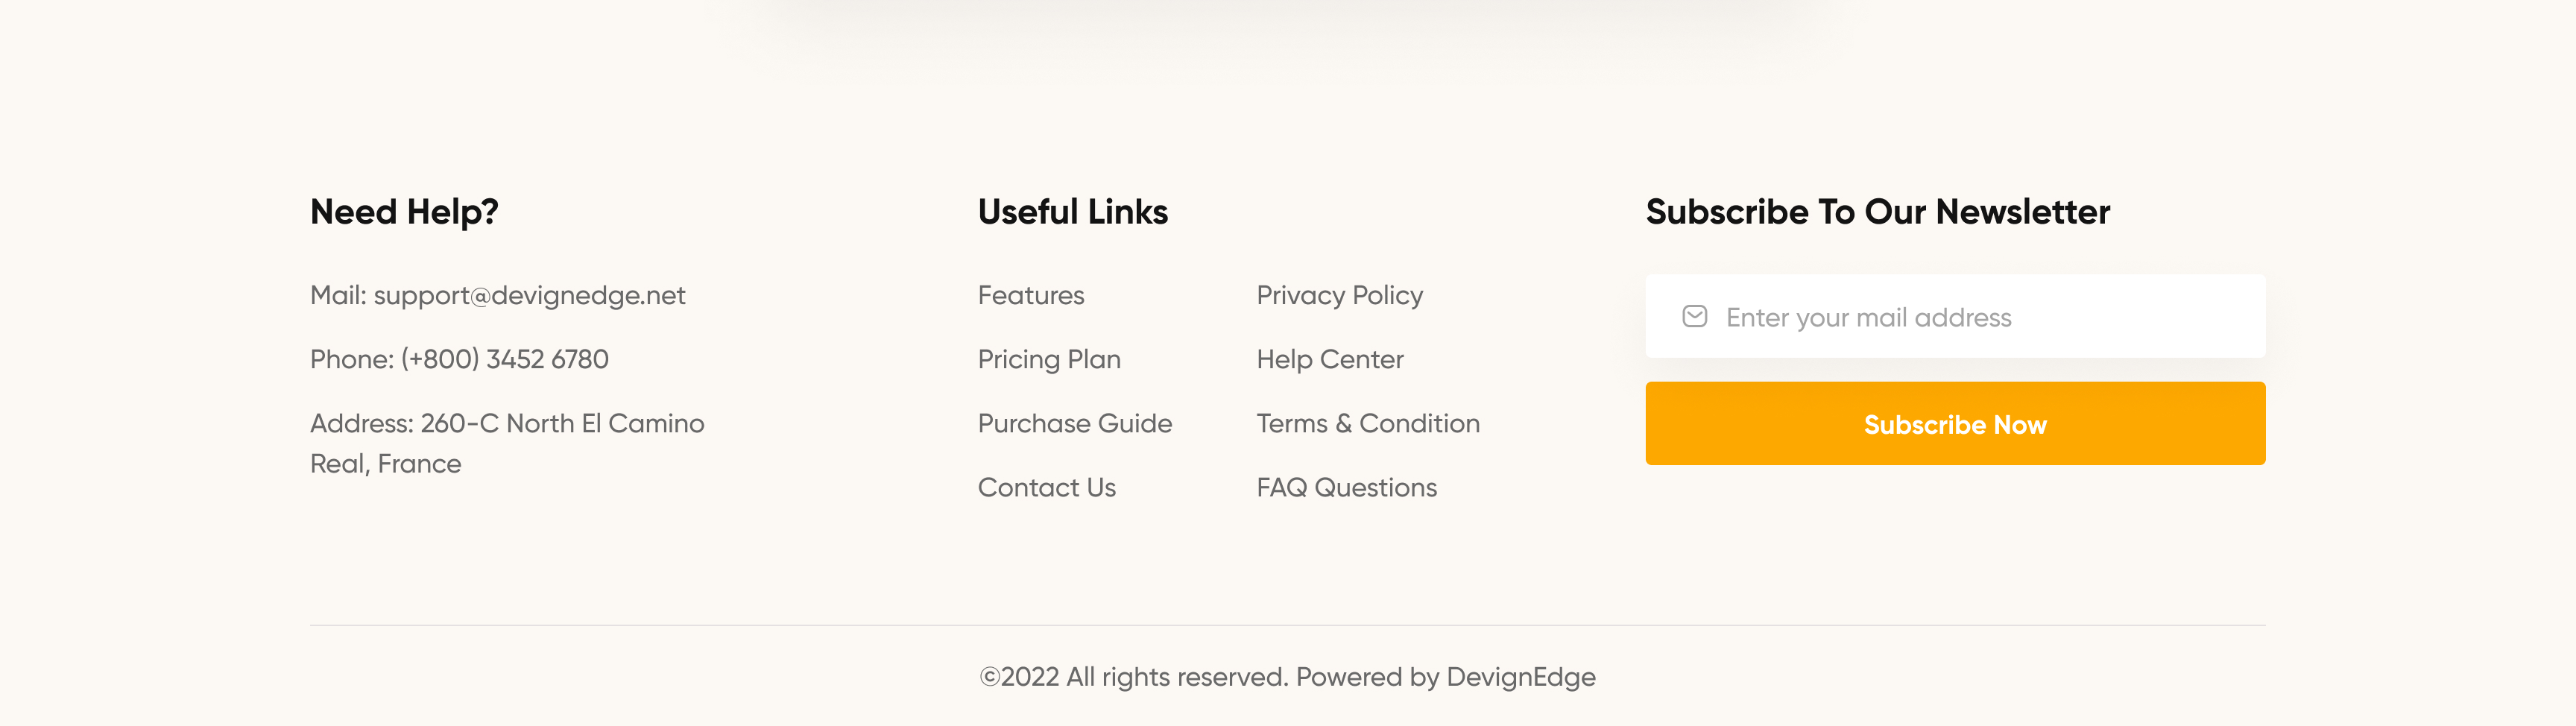 Need Help?
Mail: support@devignedge.net
Phone: (+800) 3452 6780
Address: 260-C North El Camino
Real, France
Useful Links
Features
Pricing Plan
Purchase Guide
Contact Us
Privacy Policy
Help Center
Terms & Condition
FAQ Questions
Subscribe To Our Newsletter
Enter your mail address
Subscribe Now
©2022 All rights reserved. Powered by DevignEdge